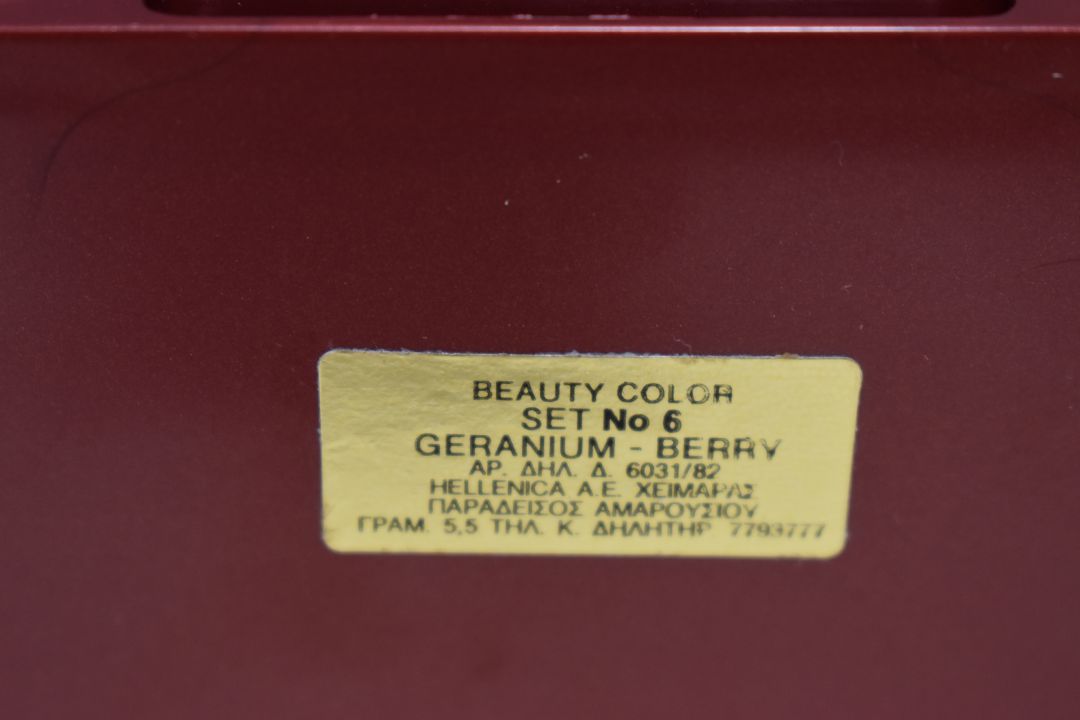 BEAUTY COLOR
SET No 6
GERANIUM - BERRY
ΑΡ. ΔΗΛ. Δ. 6031/82
HELLENICA A.E. ΧΕΙΜΑΡΑΣ
ΠΑΡΑΔΕΙΣΟΣ ΑΜΑΡΟΥΣΙΟΥ
ΓΡΑΜ. 5,5 ΤΗΛ. Κ. ΔΗΛΗΤΗΡ. 7793777